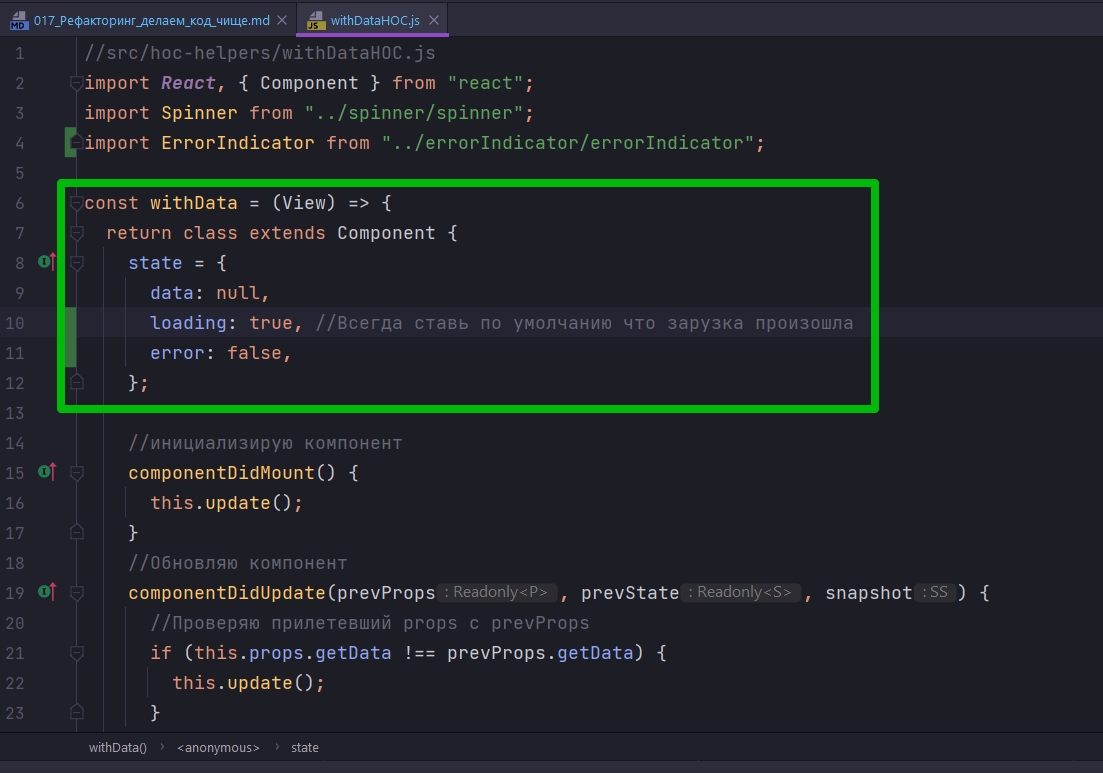 017_Рефакторинг_делаем_код_чище.md
withDataHOC.js
1 //src/hoc-helpers/withDataHOC.js
2 import React, { Component } from "react";
3 import Spinner from "../spinner/spinner";
4 import ErrorIndicator from "../errorIndicator/errorIndicator";
5
6 const withData = (View) => {
7 return class extends Component {
8 state = {
9 data: null,
10 loading: true, //Всегда ставь по умолчанию что зарузка произошла
11 error: false,
12 };
13
14 //инициализирую компонент
15 componentDidMount() {
16 this.update();
17 }
18 //Обновляю компонент
19 componentDidUpdate(prevProps : Readonly<P> , prevState : Readonly<S> , snapshot : SS ) {
20 //Проверяю прилетевший props с prevProps
21 if (this.props.getData !== prevProps.getData) {
22 this.update();
23 }
withData() › <anonymous> › state